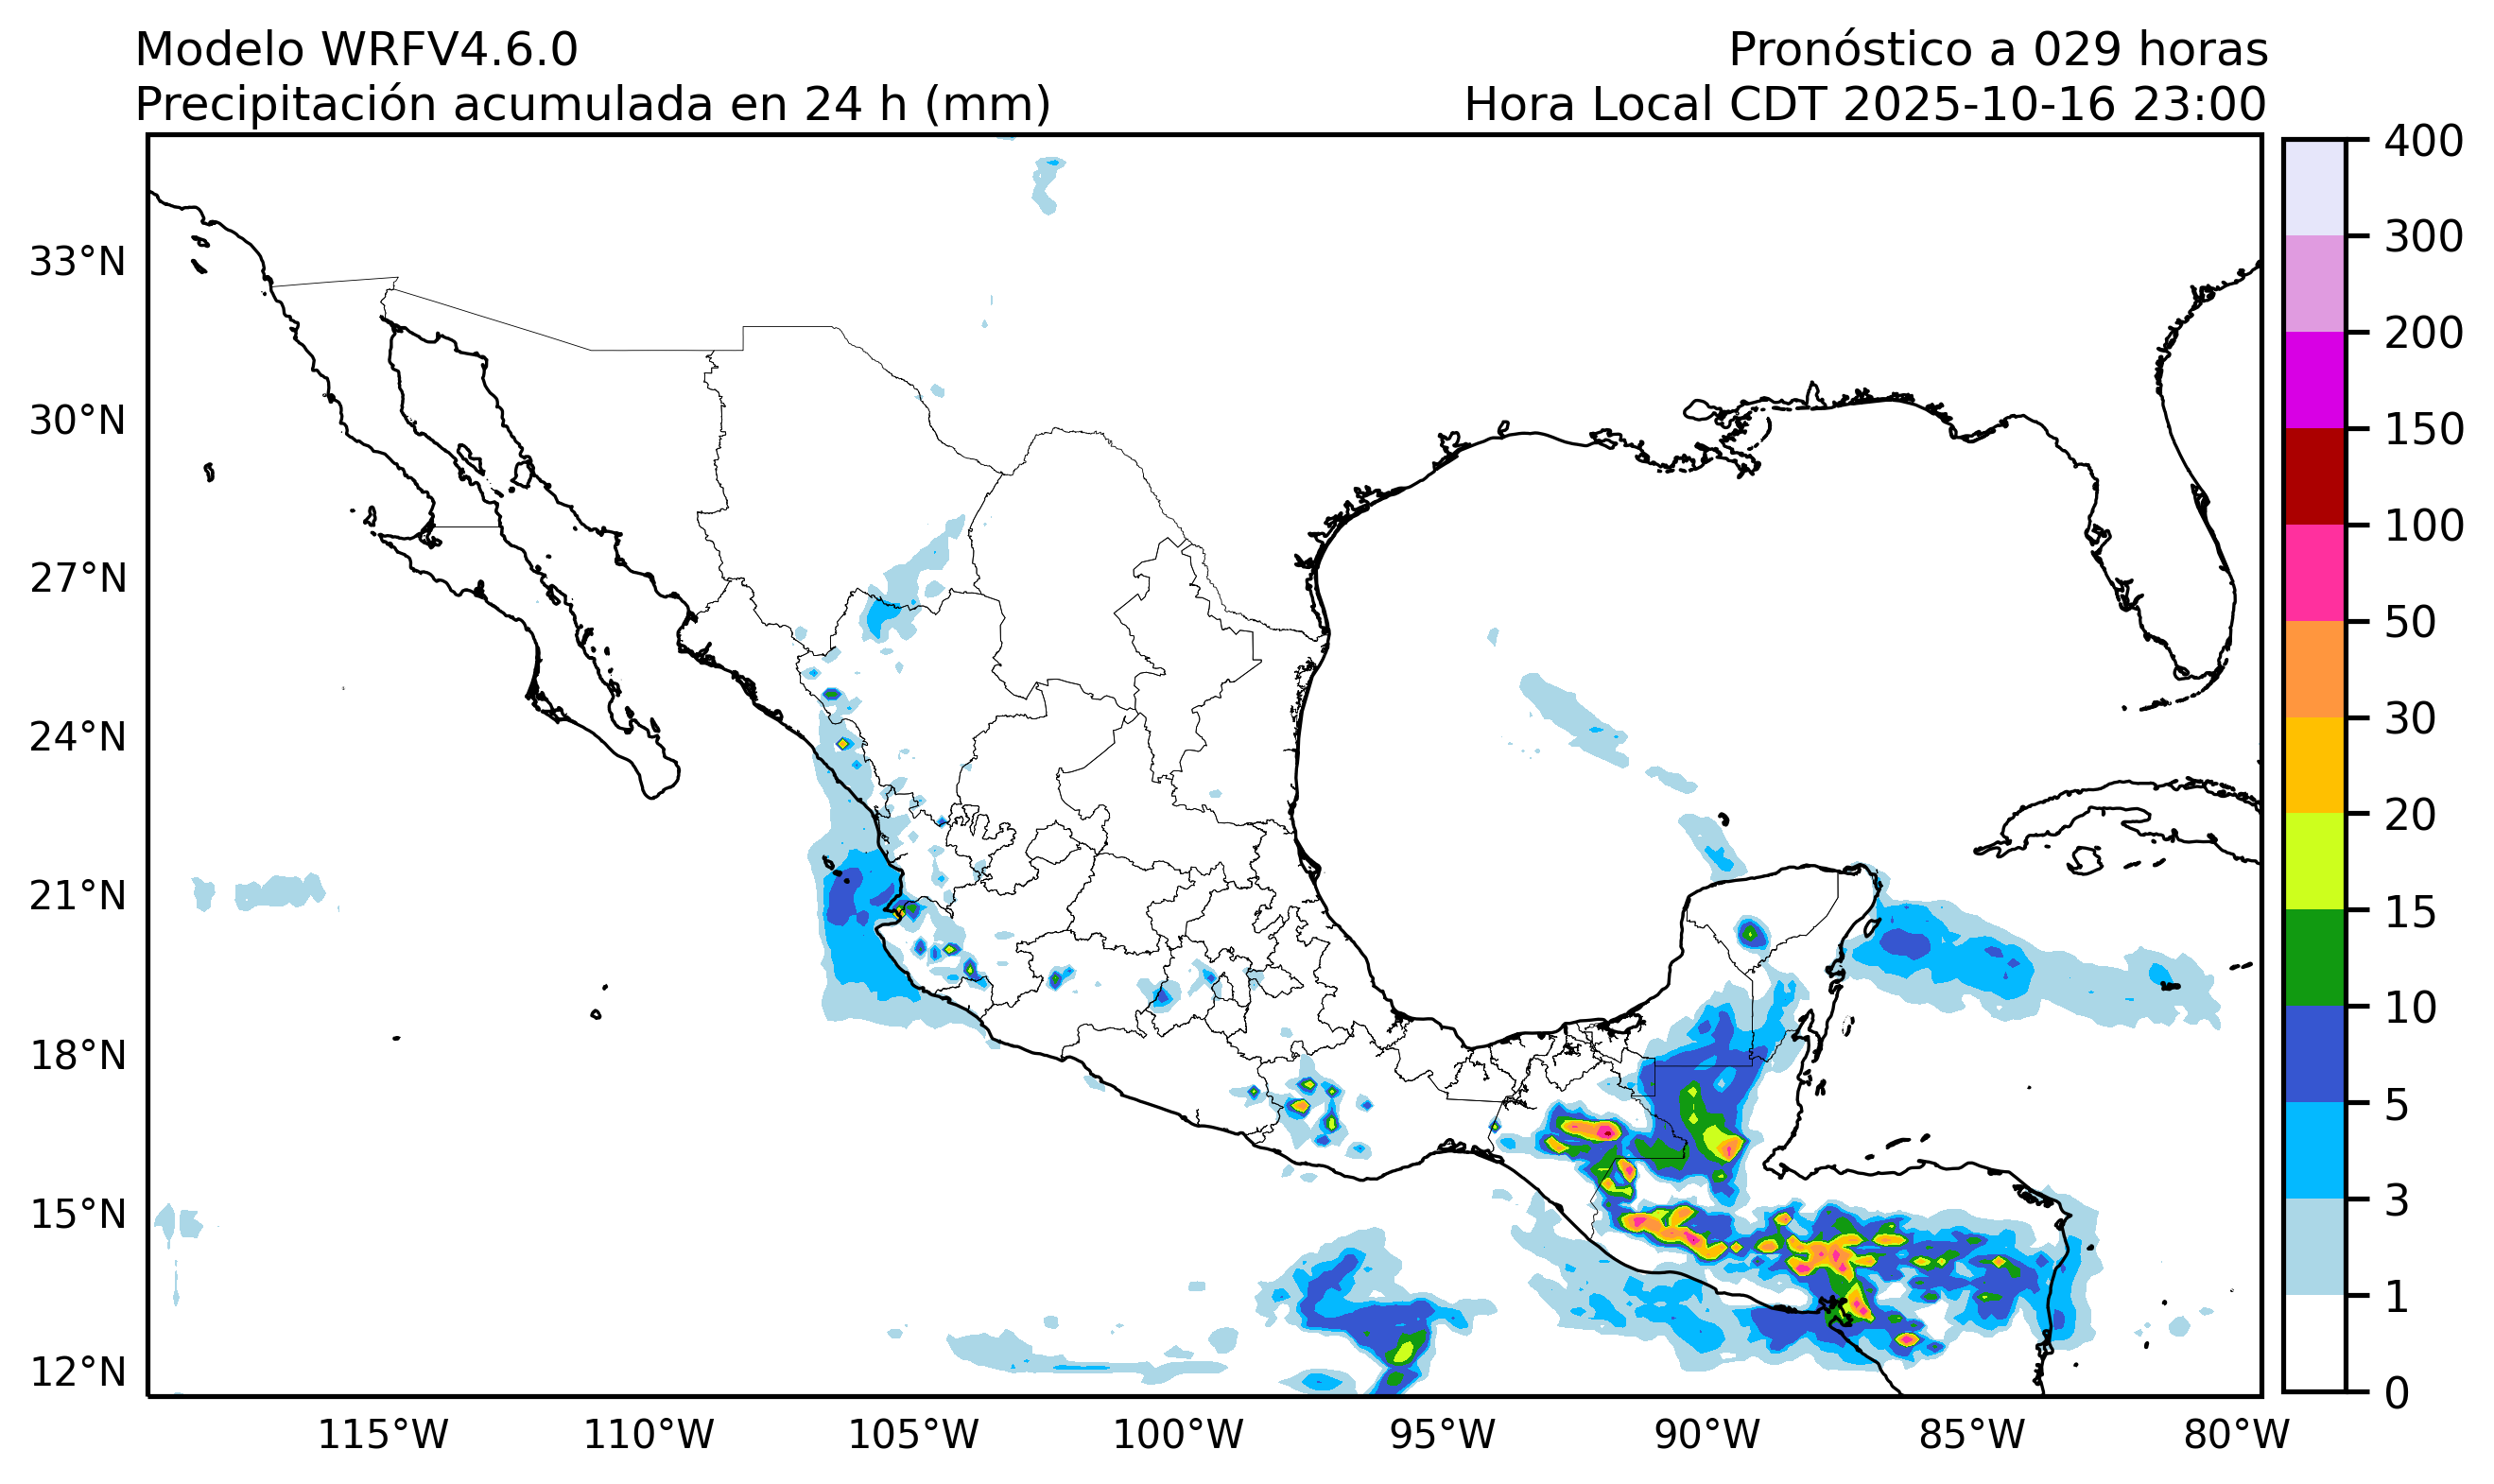 Modelo WRFV4.6.0
Pronóstico a 029 horas
Precipitación acumulada en 24 h (mm)
Hora Local CDT 2025-10-16 23:00
33°N
30°N
27°N
24°N
21°N
18°N
15°N
12°N
115°W
110°W
105°W
100°W
95°W
90°W
85°W
80°W
400
300
200
150
100
50
30
20
15
10
5
3
1
0